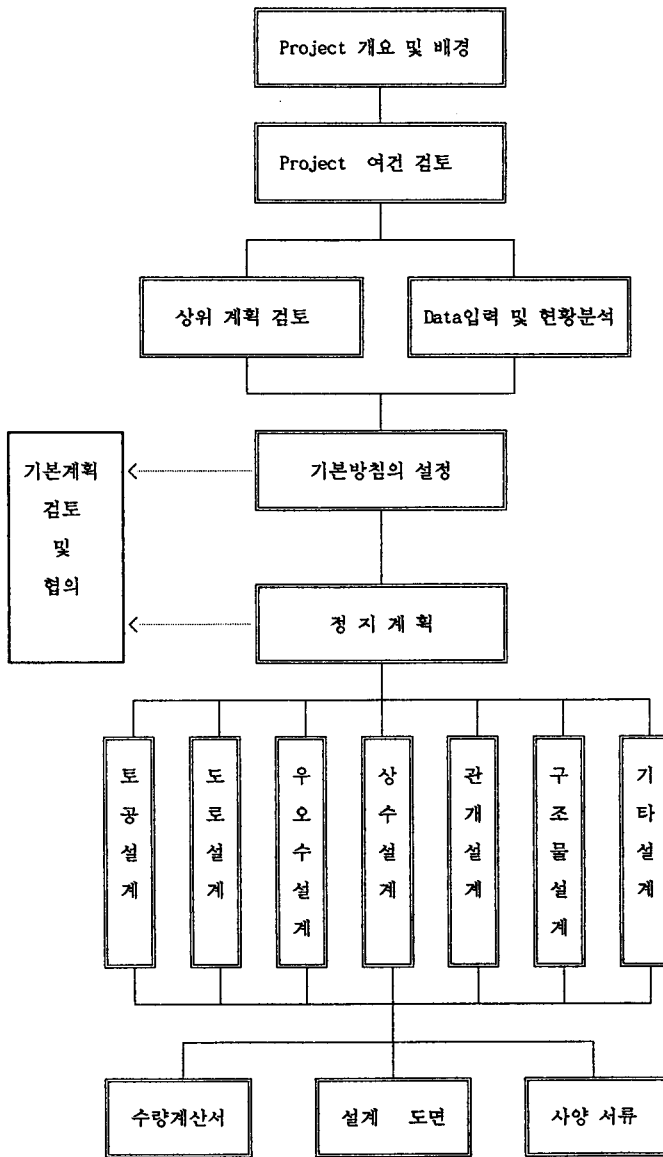 Project 개요 및 배경
Project 여건 검토
상위 계획 검토
Data입력 및 현황분석
기본계획
검토
및
협의
기본방침의 설정
정 지 계 획
토공설계
도로설계
우오수설계
상수설계
관개설계
구조물설계
기타설계
수량계산서
설계 도면
사양 서류